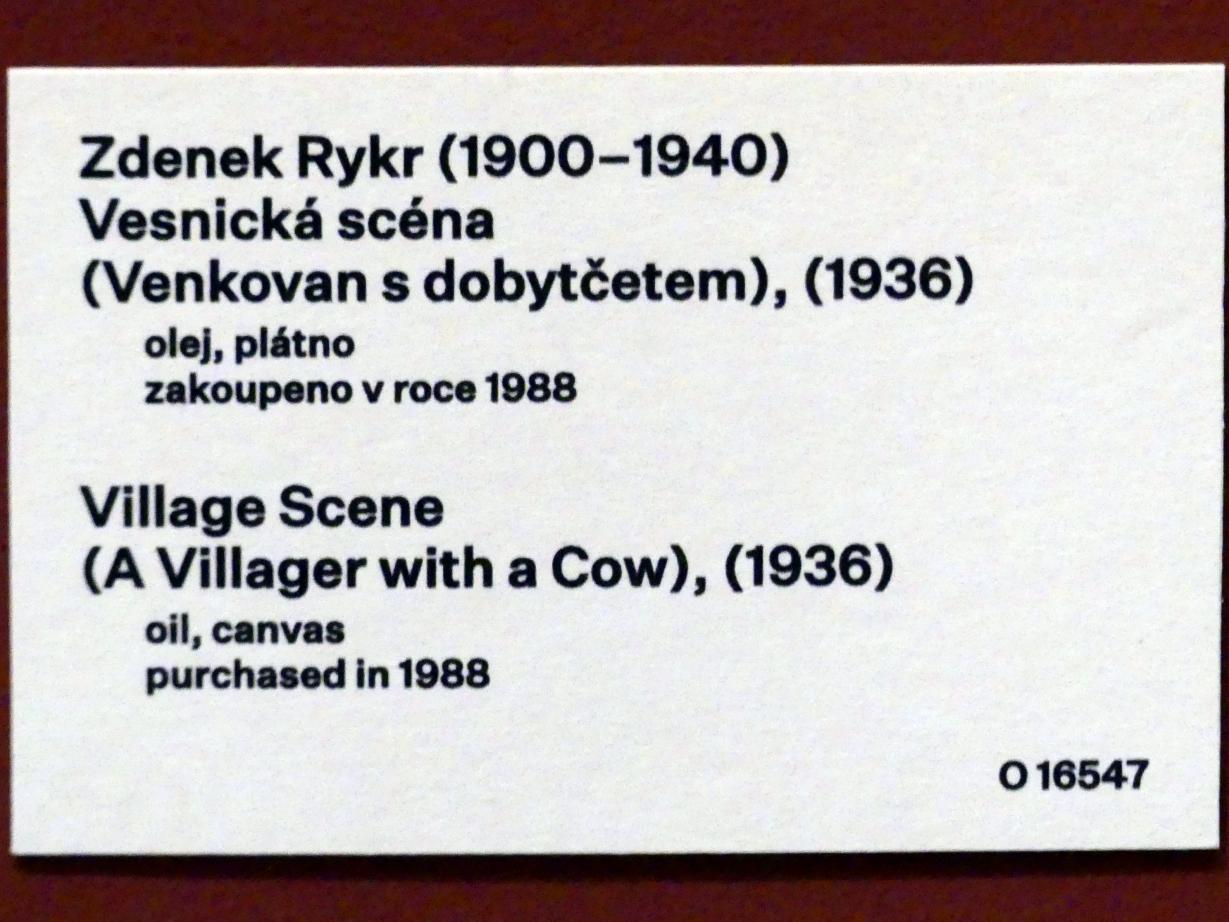 Zdenek Rykr (1900–1940)
Vesnická scéna
(Venkovan s dobytčetem), (1936)
olej, plátno
zakoupeno v roce 1988
Village Scene
(A Villager with a Cow), (1936)
oil, canvas
purchased in 1988
O 16547